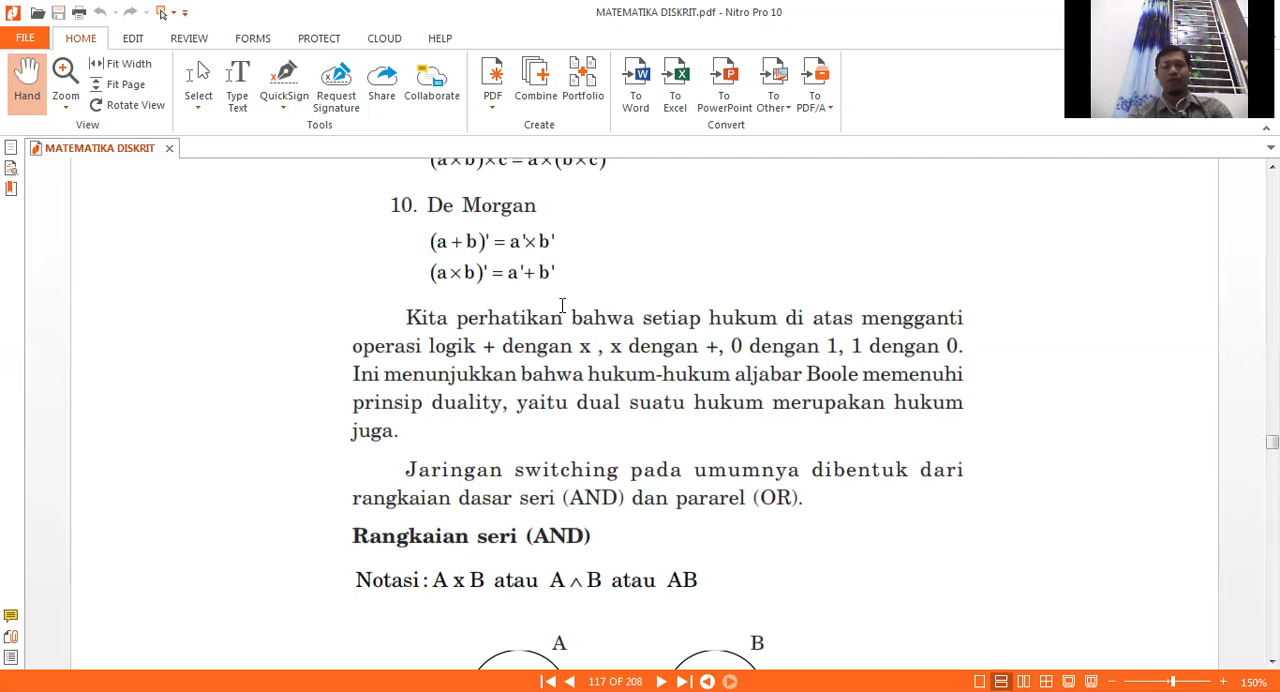 MATEMATIKA DISKRIT.pdf - Nitro Pro 10
FILE HOME EDIT REVIEW FORMS PROTECT CLOUD HELP
Hand
Zoom
Fit Width
Fit Page
Rotate View
View
Select
Type Text
QuickSign
Request Signature
Share
Collaborate
Tools
PDF
Combine
Portfolio
Create
To Word
To Excel
To PowerPoint
To Other
To PDF/A
Convert
MATEMATIKA DISKRIT
(a×b)×c = a×(b×c)
10. De Morgan
(a + b)' = a'× b'
(a × b)' = a'+ b'
Kita perhatikan bahwa setiap hukum di atas mengganti
operasi logik + dengan x , x dengan +, 0 dengan 1, 1 dengan 0.
Ini menunjukkan bahwa hukum-hukum aljabar Boole memenuhi
prinsip duality, yaitu dual suatu hukum merupakan hukum
juga.
Jaringan switching pada umumnya dibentuk dari
rangkaian dasar seri (AND) dan pararel (OR).
Rangkaian seri (AND)
Notasi : A x B atau A ∧ B atau AB
A B
117 OF 208
150%